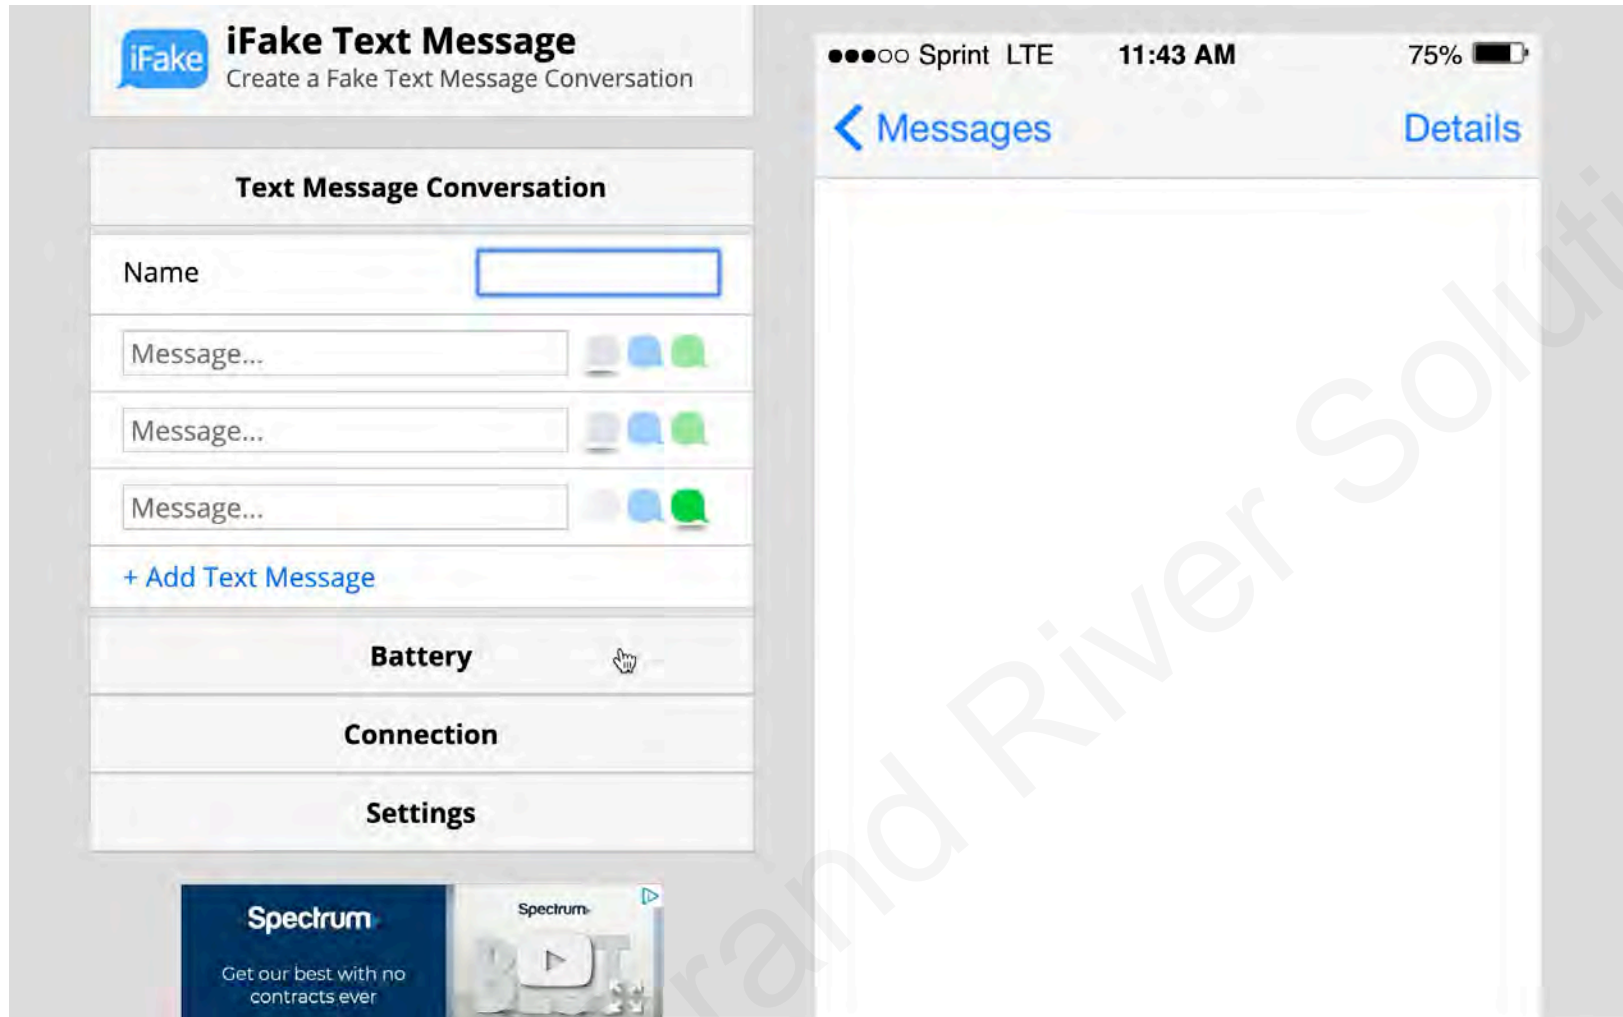 iFake
iFake Text Message
Create a Fake Text Message Conversation
Text Message Conversation
Name
Message...
Message...
Message...
+ Add Text Message
Battery
Connection
Settings
Spectrum
Get our best with no
contracts ever
Spectrum
Sprint LTE 11:43 AM 75%
Messages Details
rand River Soluti